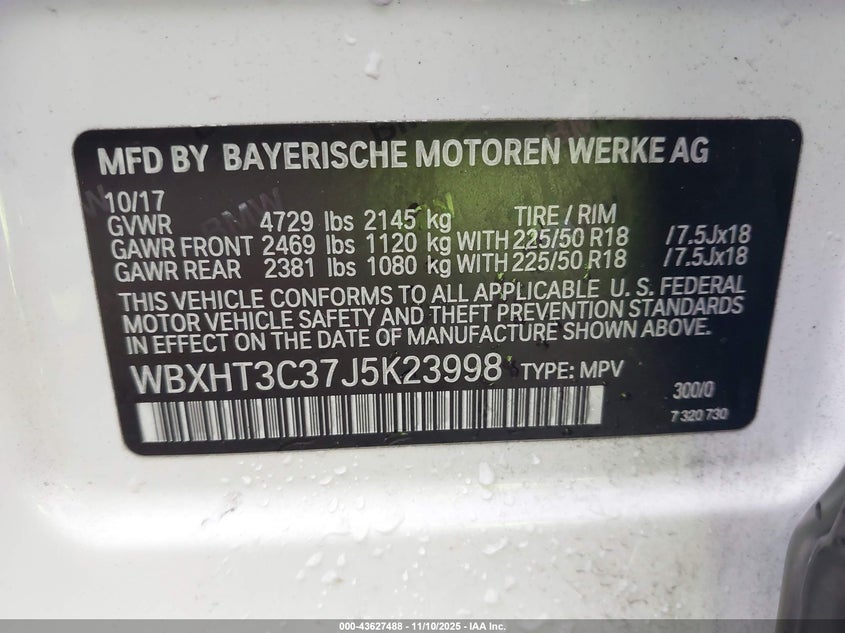 MFD BY BAYERISCHE MOTOREN WERKE AG
10/17
GVWR 4729 lbs 2145 kg TIRE / RIM
GAWR FRONT 2469 lbs 1120 kg WITH 225/50 R18 /7.5Jx18
GAWR REAR 2381 lbs 1080 kg WITH 225/50 R18 /7.5Jx18
THIS VEHICLE CONFORMS TO ALL APPLICABLE U. S. FEDERAL
MOTOR VEHICLE SAFETY AND THEFT PREVENTION STANDARDS
IN EFFECT ON THE DATE OF MANUFACTURE SHOWN ABOVE.
WBXHT3C37J5K23998 TYPE: MPV
300/0
7 320 730
000-43627488 — 11/10/2025 — IAA Inc.